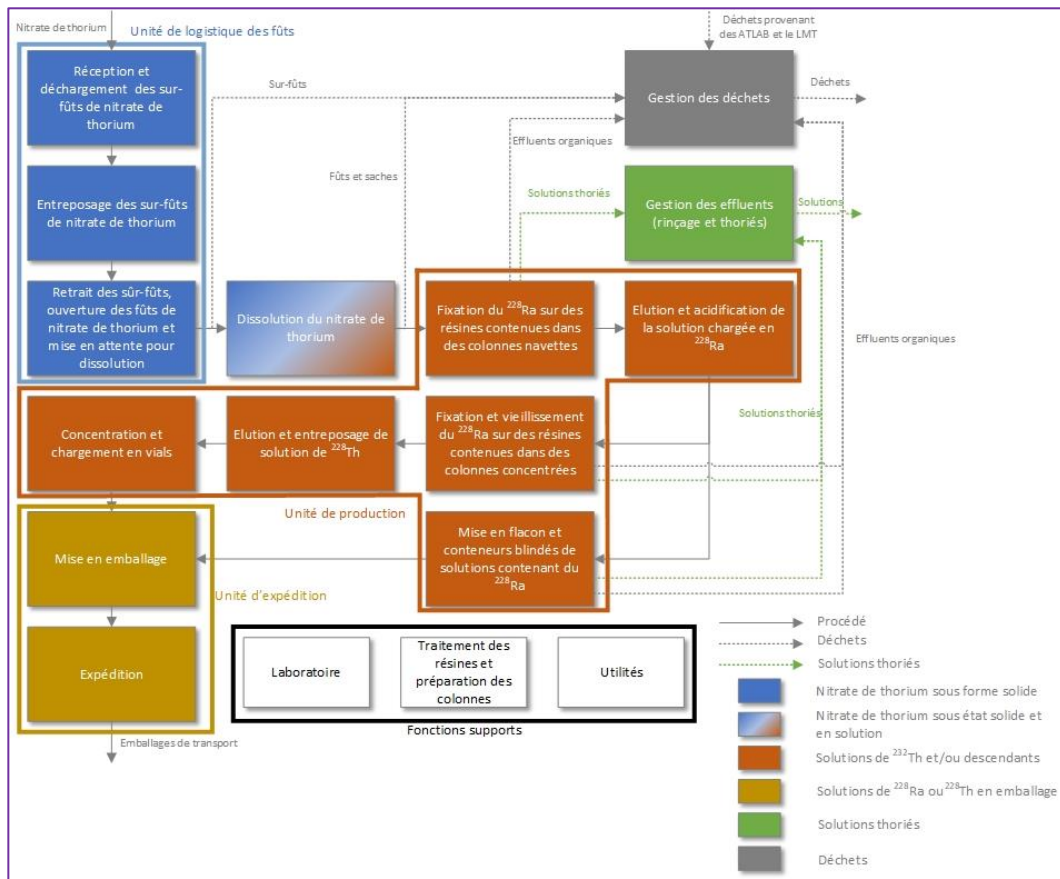 Nitrate de thorium
Unité de logistique des fûts
Déchets provenant
des ATLAB et le LMT
Réception et
déchargement des sur-
fûts de nitrate de
thorium
Sur-fûts
Gestion des déchets
Déchets
Effluents organiques
Fûts et saches
Entreposage des sur-fûts
de nitrate de thorium
Solutions thoriés
Gestion des effluents
(rinçage et thoriés)
Solutions
Retrait des sûr-fûts,
ouverture des fûts de
nitrate de thorium et
mise en attente pour
dissolution
Dissolution du nitrate de
thorium
Fixation du 228Ra sur des
résines contenues dans
des colonnes navettes
Elution et acidification de
la solution chargée en
228Ra
Effluents organiques
Concentration et
chargement en vials
Elution et entreposage de
solution de 228Th
Fixation et vieillissement
du 228Ra sur des résines
contenues dans des
colonnes concentrées
Solutions thoriés
Unité de production
Mise en emballage
Mise en flacon et
conteneurs blindés de
solutions contenant du
228Ra
Unité d'expédition
Expédition
Laboratoire
Traitement des
résines et
préparation des
colonnes
Utilités
Fonctions supports
Emballages de transport
Procédé
Déchets
Solutions thoriés
Nitrate de thorium sous forme solide
Nitrate de thorium sous état solide et
en solution
Solutions de 232Th et/ou descendants
Solutions de 228Ra ou 228Th en emballage
Solutions thoriés
Déchets